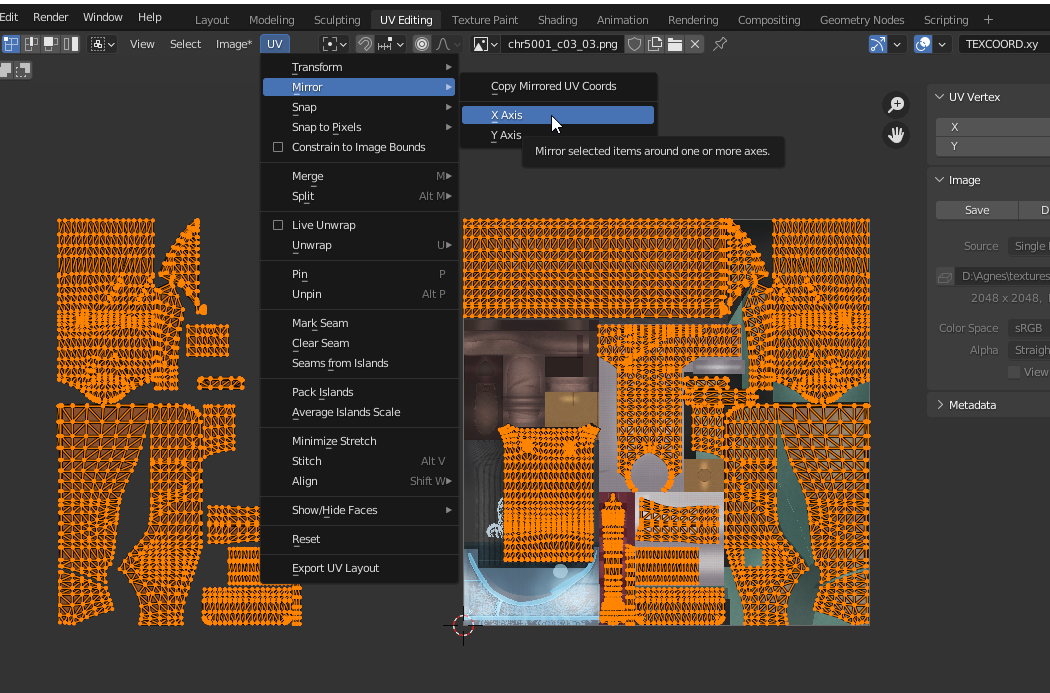 Edit Render Window Help Layout Modeling Sculpting UV Editing Texture Paint Shading Animation Rendering Compositing Geometry Nodes Scripting +
View Select Image* UV chr5001_c03_03.png TEXCOORD.xy
Transform
Mirror
Snap
Snap to Pixels
Constrain to Image Bounds
Merge M
Split Alt M
Live Unwrap
Unwrap U
Pin P
Unpin Alt P
Mark Seam
Clear Seam
Seams from Islands
Pack Islands
Average Islands Scale
Minimize Stretch
Stitch Alt V
Align Shift W
Show/Hide Faces
Reset
Export UV Layout
Copy Mirrored UV Coords
X Axis
Y Axis
Mirror selected items around one or more axes.
UV Vertex
X
Y
Image
Save D
Source Single
D:\Agnes\textures
2048 x 2048,
Color Space sRGB
Alpha Straigh
View
Metadata